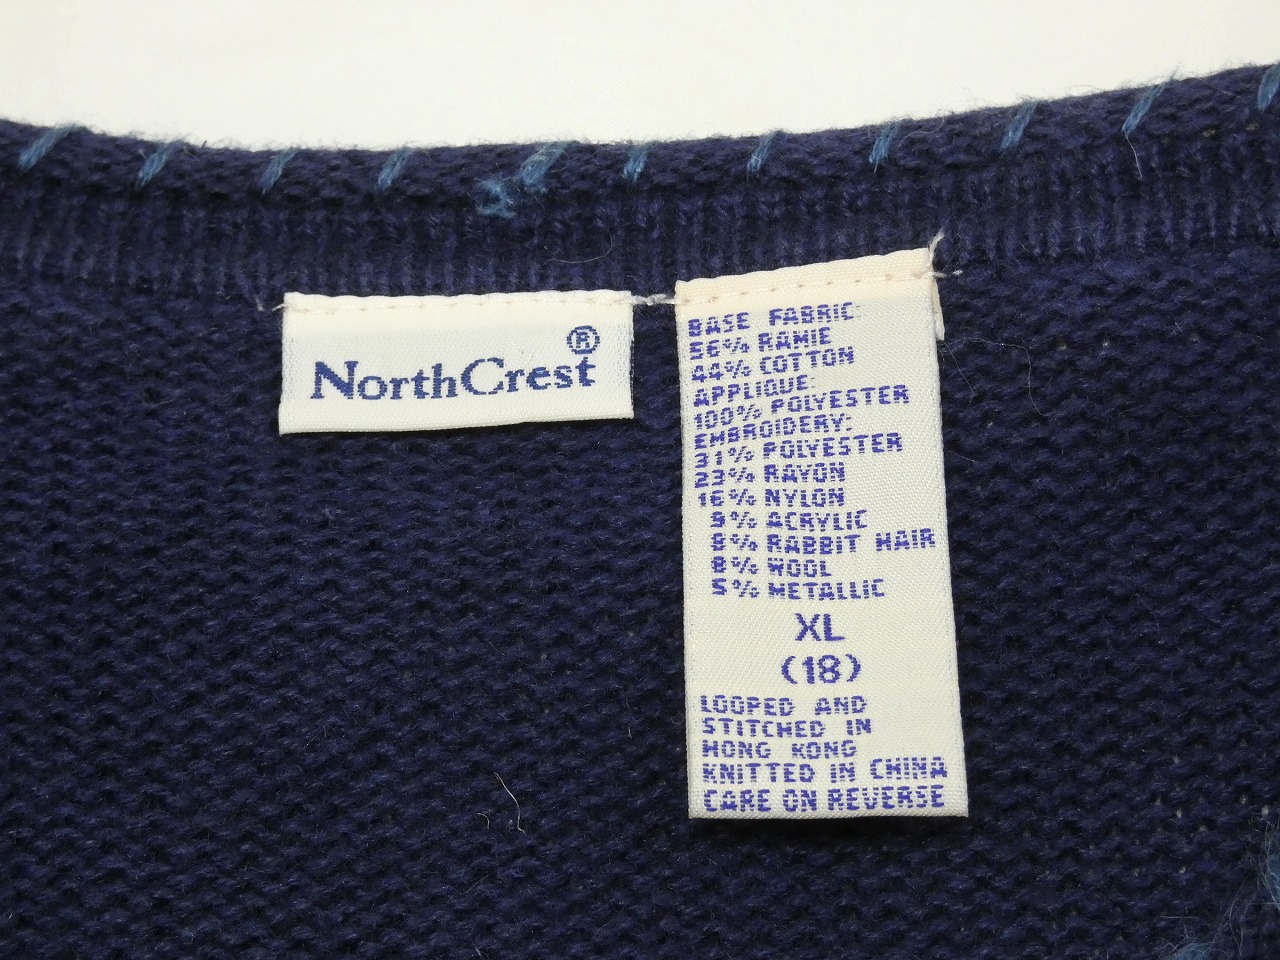 NorthCrest®
BASE FABRIC:
56% RAMIE
44% COTTON
APPLIQUE:
100% POLYESTER
EMBROIDERY:
31% POLYESTER
23% RAYON
16% NYLON
9% ACRYLIC
8% RABBIT HAIR
8% WOOL
5% METALLIC
XL
(18)
LOOPED AND
STITCHED IN
HONG KONG
KNITTED IN CHINA
CARE ON REVERSE